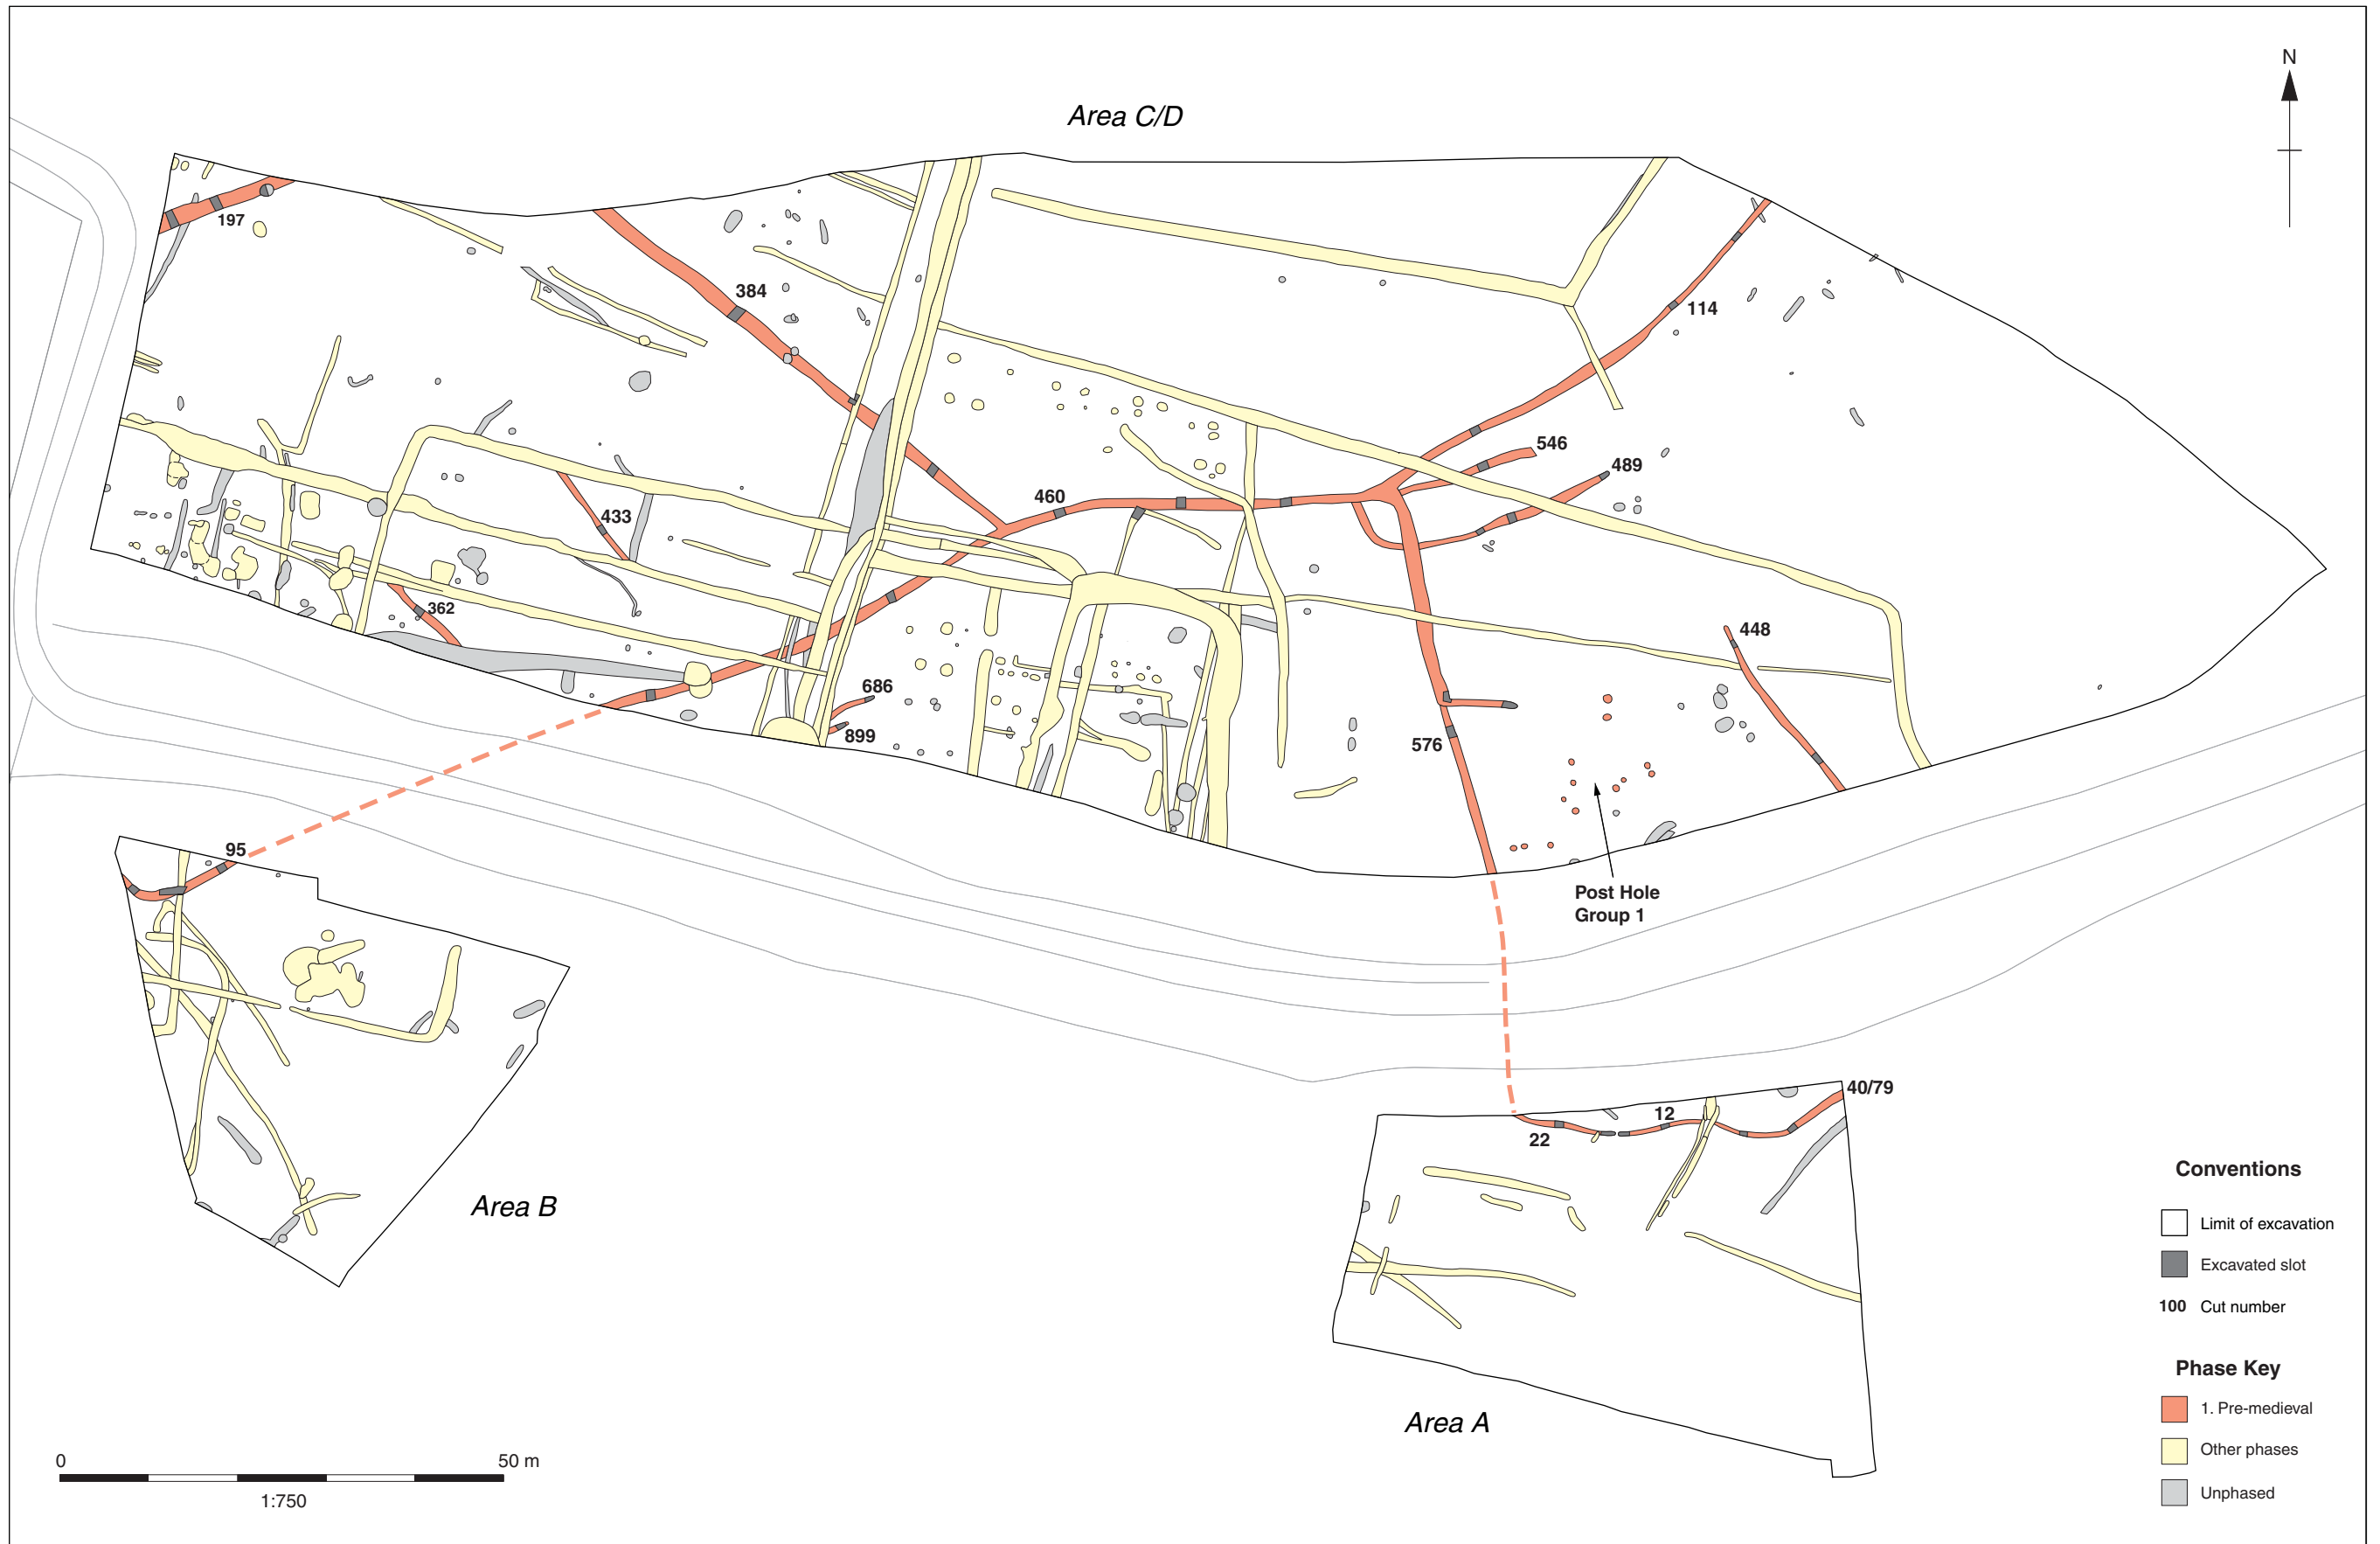 N
Area C/D
197
384
114
546
489
460
433
362
448
686
899
576
95
Post Hole
Group 1
40/79
12
22
Area B
Area A
Conventions
Limit of excavation
Excavated slot
100 Cut number
Phase Key
1. Pre-medieval
Other phases
Unphased
0 50 m
1:750